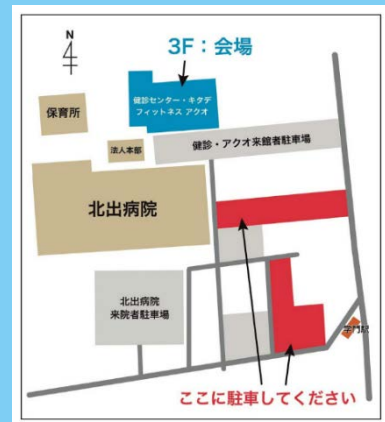 N
3F：会場
健診センター・キタデ
フィットネス アクオ
保育所
法人本部
健診・アクオ来館者駐車場
北出病院
北出病院
来院者駐車場
学門駅
ここに駐車してください